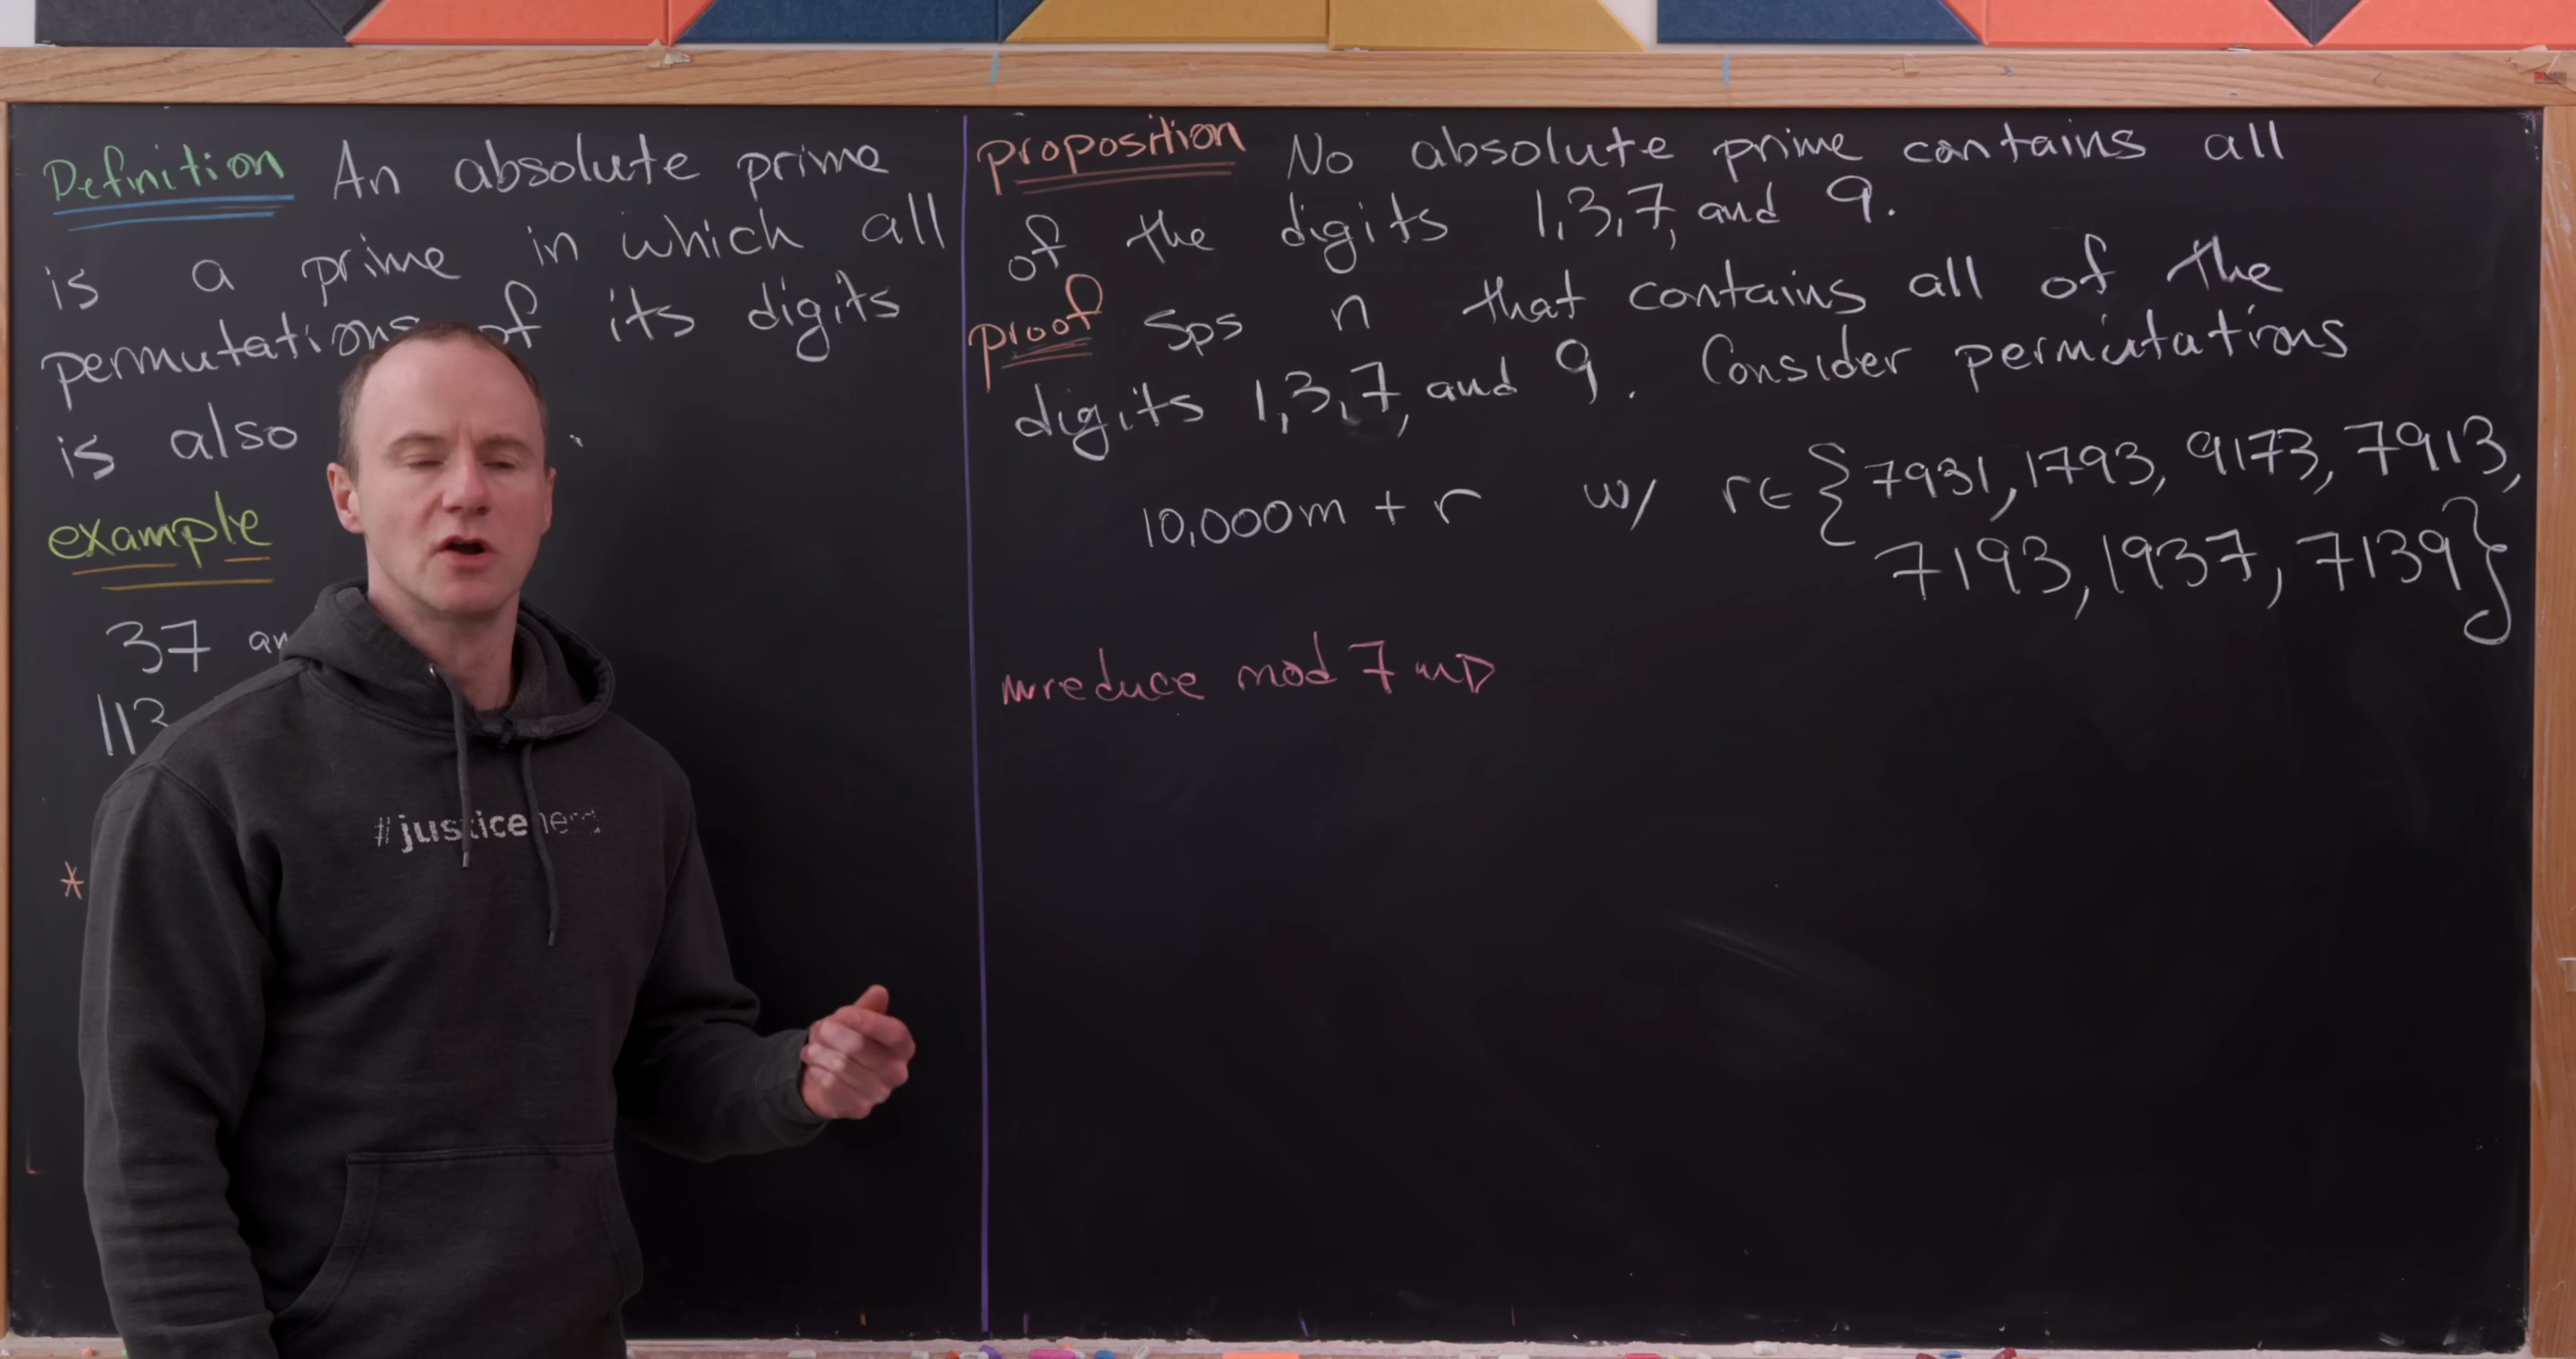 Definition An absolute prime
is a prime in which all
permutations of its digits
is also
example
37
113
*
#justicenerd
proposition No absolute prime contains all
of the digits 1,3,7, and 9.
proof Sps n that contains all of the
digits 1,3,7, and 9. Consider permutations
10,000m + r w/ r∈{7931, 1793, 9173, 7913,
7193, 1937, 7139}
reduce mod 7